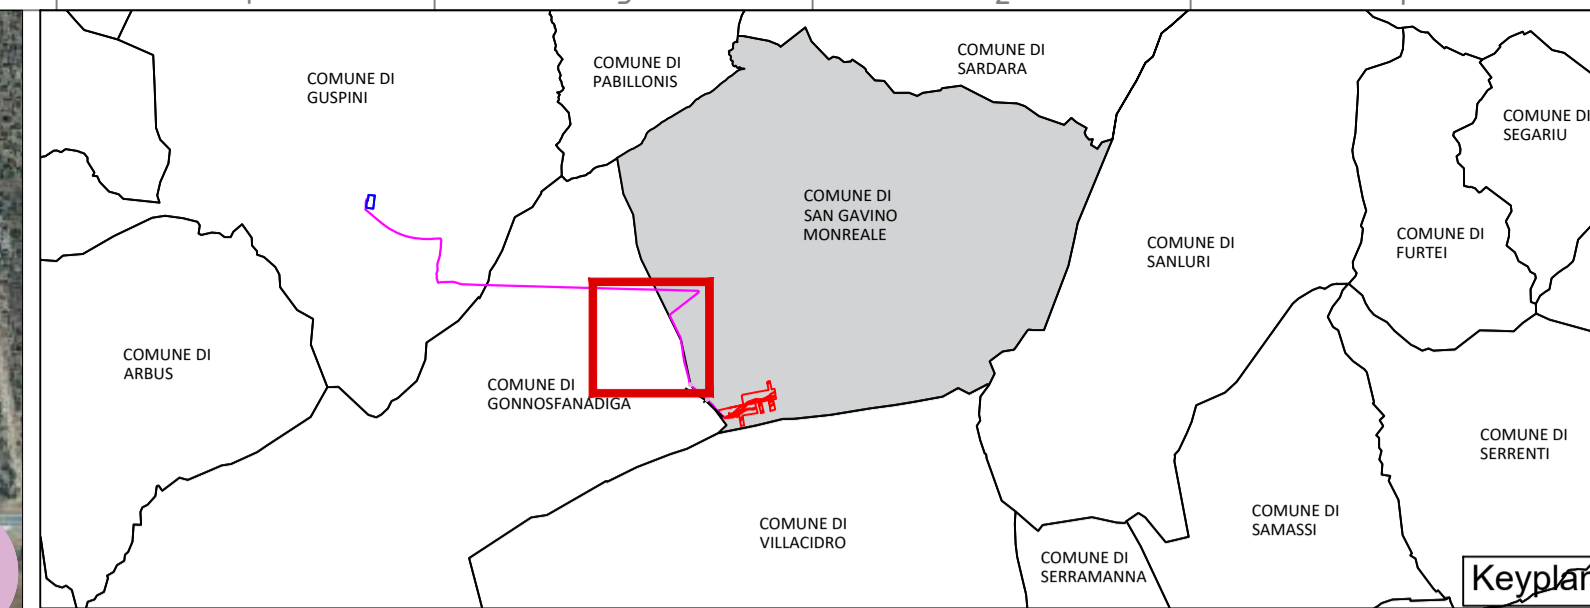 COMUNE DI
GUSPINI
COMUNE DI
PABILLONIS
COMUNE DI
SARDARA
COMUNE DI
SEGARIU
COMUNE DI
SAN GAVINO
MONREALE
COMUNE DI
SANLURI
COMUNE DI
FURTEI
COMUNE DI
ARBUS
COMUNE DI
GONNOSFANADIGA
COMUNE DI
SERRENTI
COMUNE DI
VILLACIDRO
COMUNE DI
SAMASSI
COMUNE DI
SERRAMANNA
Keyplan